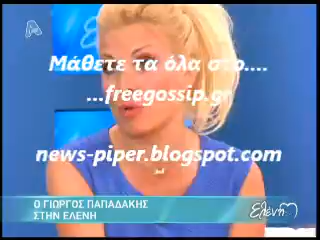 Μάθετε τα όλα στο....
...freegossip.gr
news-piper.blogspot.com
Ο ΓΙΩΡΓΟΣ ΠΑΠΑΔΑΚΗΣ
ΣΤΗΝ ΕΛΕΝΗ
Ελένη